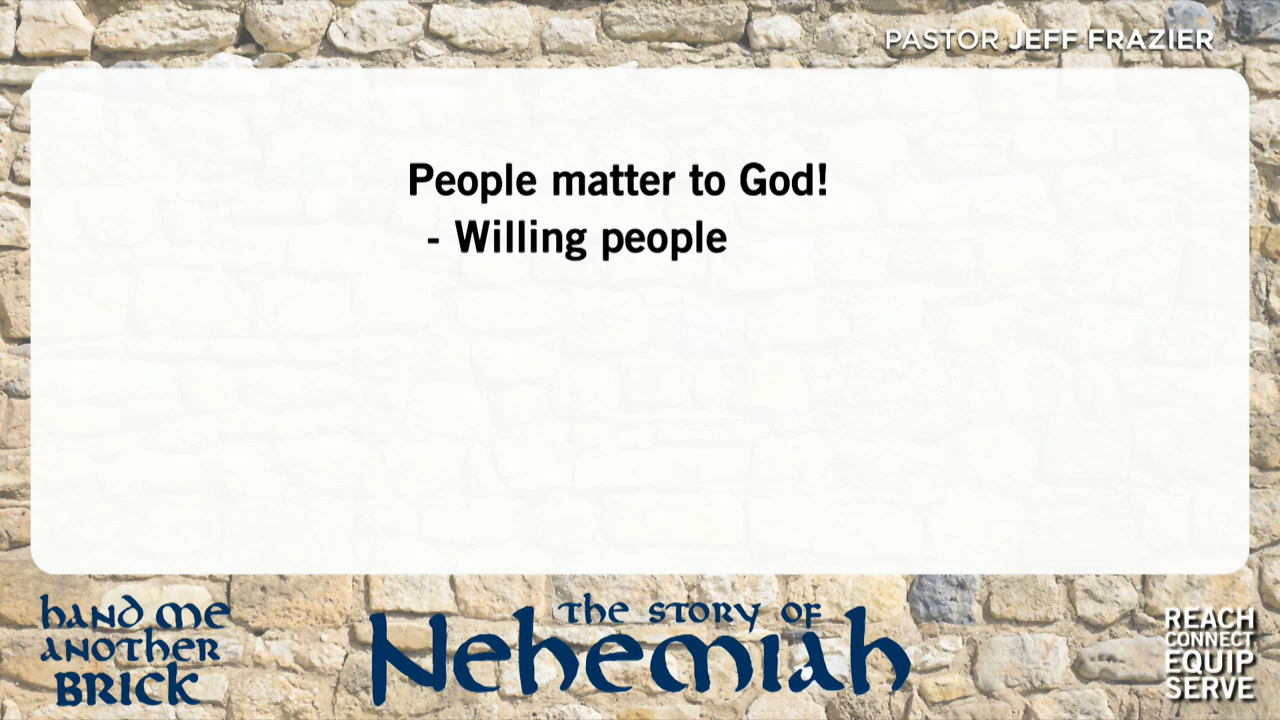 PASTOR JEFF FRAZIER
People matter to God!
- Willing people
hand me
another
brick
the story of
Nehemiah
REACH
CONNECT
EQUIP
SERVE